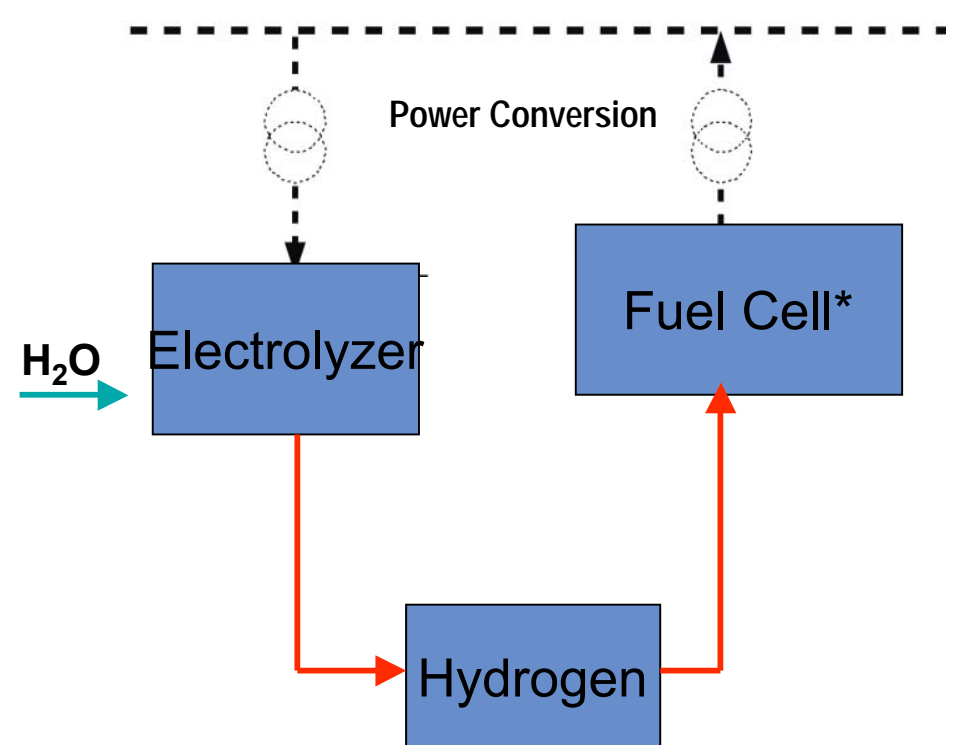 Power Conversion
Fuel Cell*
Electrolyzer
H₂O
Hydrogen